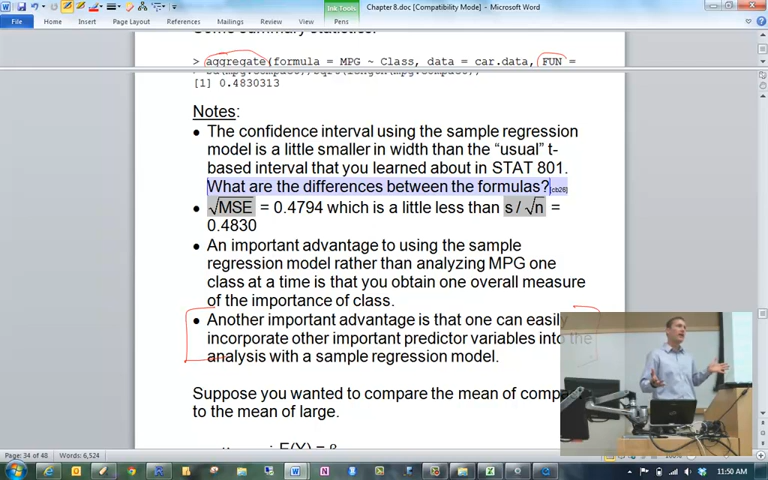 Chapter 8.doc [Compatibility Mode] - Microsoft Word
Ink Tools
File Home Insert Page Layout References Mailings Review View Pens
Some summary statistics:
> aggregate(formula = MPG ~ Class, data = car.data, FUN =
[1] 0.4830313
Notes:
• The confidence interval using the sample regression
model is a little smaller in width than the “usual” t-
based interval that you learned about in STAT 801.
What are the differences between the formulas?[cb26]
• √MSE = 0.4794 which is a little less than s / √n =
0.4830
• An important advantage to using the sample
regression model rather than analyzing MPG one
class at a time is that you obtain one overall measure
of the importance of class.
• Another important advantage is that one can easily
incorporate other important predictor variables into the
analysis with a sample regression model.
Suppose you wanted to compare the mean of compact
to the mean of large.
E(Y) = β
Page: 34 of 48 Words: 6,524
11:50 AM